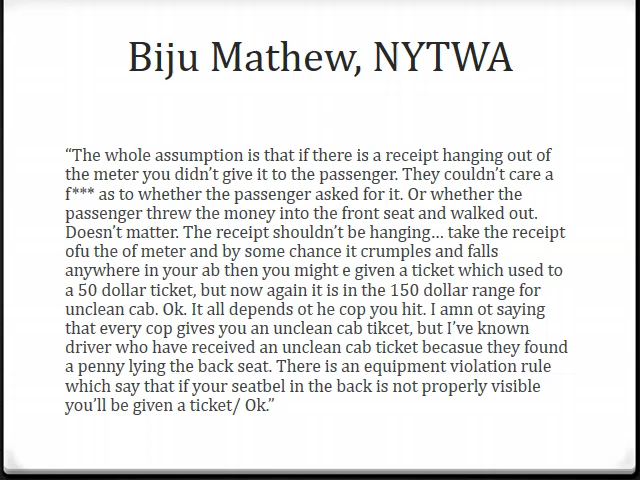 Biju Mathew, NYTWA
“The whole assumption is that if there is a receipt hanging out of
the meter you didn’t give it to the passenger. They couldn’t care a
f*** as to whether the passenger asked for it. Or whether the
passenger threw the money into the front seat and walked out.
Doesn’t matter. The receipt shouldn’t be hanging… take the receipt
ofu the of meter and by some chance it crumples and falls
anywhere in your ab then you might e given a ticket which used to
a 50 dollar ticket, but now again it is in the 150 dollar range for
unclean cab. Ok. It all depends ot he cop you hit. I amn ot saying
that every cop gives you an unclean cab tikcet, but I’ve known
driver who have received an unclean cab ticket becasue they found
a penny lying the back seat. There is an equipment violation rule
which say that if your seatbel in the back is not properly visible
you’ll be given a ticket/ Ok.”